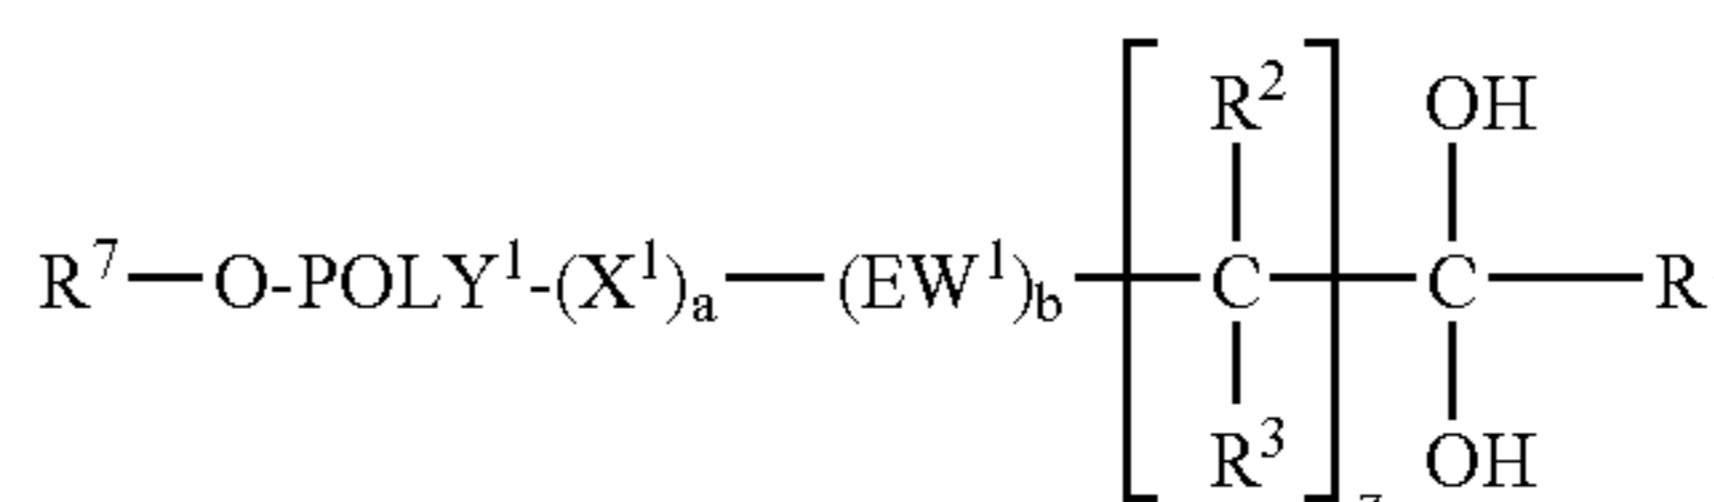 R² OH
R⁷—O-POLY¹-(X¹)ₐ—(EW¹)b—[C]—C—R
R³ OH